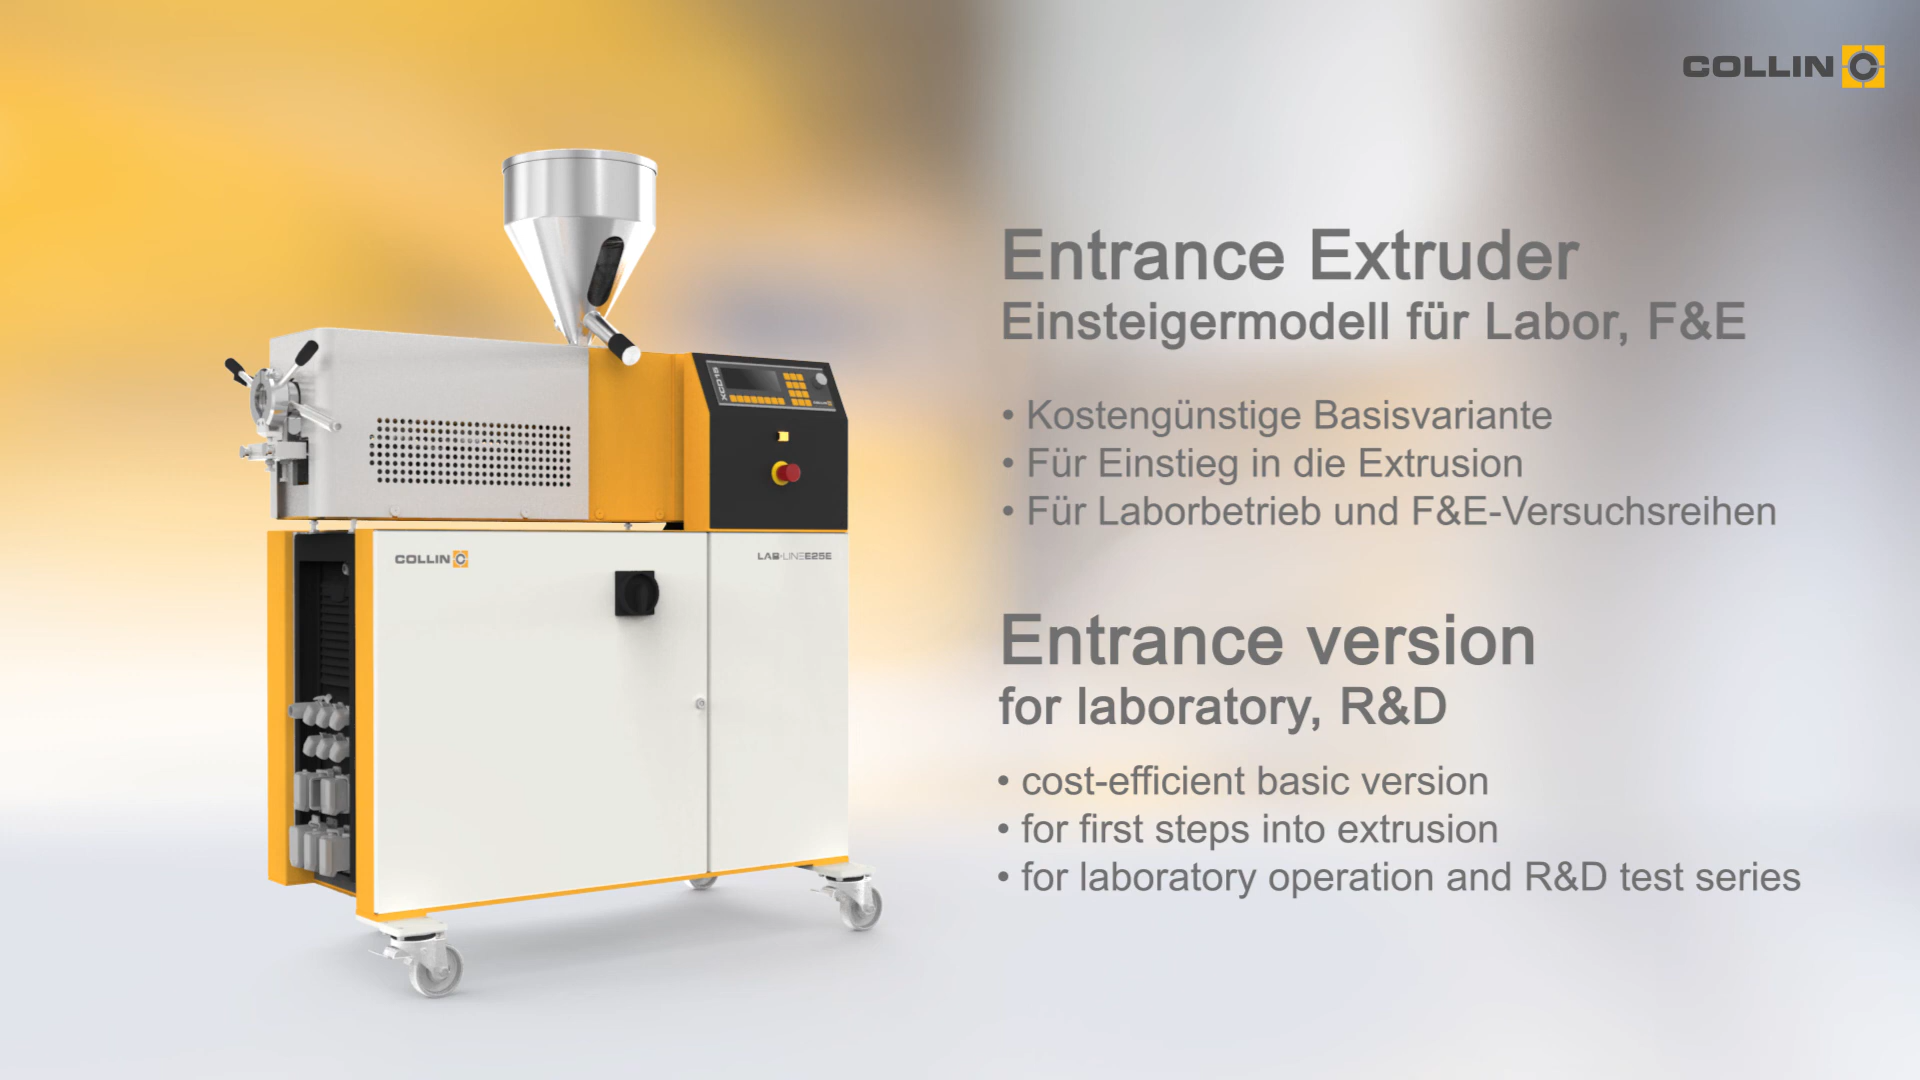 COLLIN
Entrance Extruder
Einsteigermodell für Labor, F&E
• Kostengünstige Basisvariante
• Für Einstieg in die Extrusion
• Für Laborbetrieb und F&E-Versuchsreihen
Entrance version
for laboratory, R&D
• cost-efficient basic version
• for first steps into extrusion
• for laboratory operation and R&D test series
XCO15
COLLIN
LAB-LINE E25E